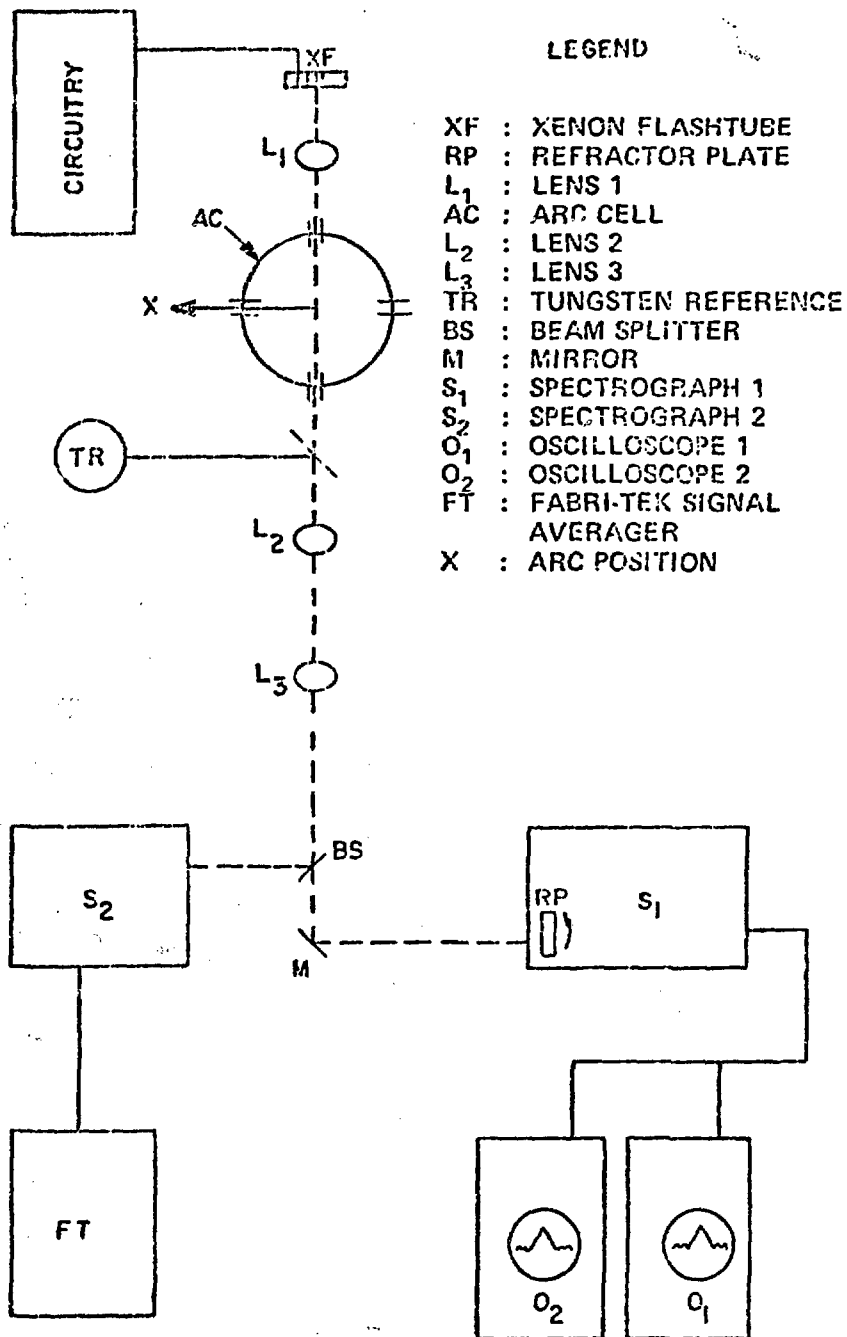 LEGEND
XF : XENON FLASHTUBE
RP : REFRACTOR PLATE
L1 : LENS 1
AC : ARC CELL
L2 : LENS 2
L3 : LENS 3
TR : TUNGSTEN REFERENCE
BS : BEAM SPLITTER
M : MIRROR
S1 : SPECTROGRAPH 1
S2 : SPECTROGRAPH 2
O1 : OSCILLOSCOPE 1
O2 : OSCILLOSCOPE 2
FT : FABRI-TEK SIGNAL
AVERAGER
X : ARC POSITION
CIRCUITRY
XF
L1
AC
X
TR
L2
L3
BS
S2
RP
S1
M
FT
O2
O1